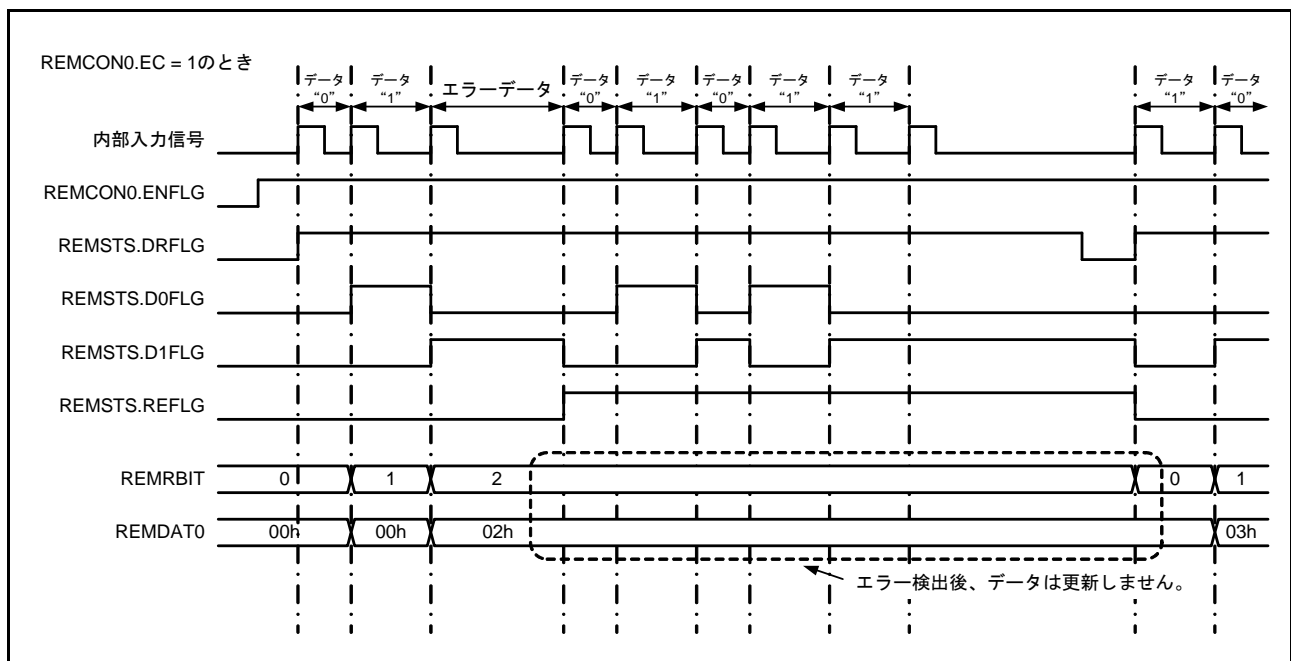 REMCON0.EC = 1のとき
データ “0”
データ “1”
エラーデータ
データ “0”
データ “1”
データ “0”
データ “1”
データ “1”
データ “1”
データ “0”
内部入力信号
REMCON0.ENFLG
REMSTS.DRFLG
REMSTS.D0FLG
REMSTS.D1FLG
REMSTS.REFLG
REMRBIT 0 1 2 0 1
REMDAT0 00h 00h 02h 03h
エラー検出後、データは更新しません。